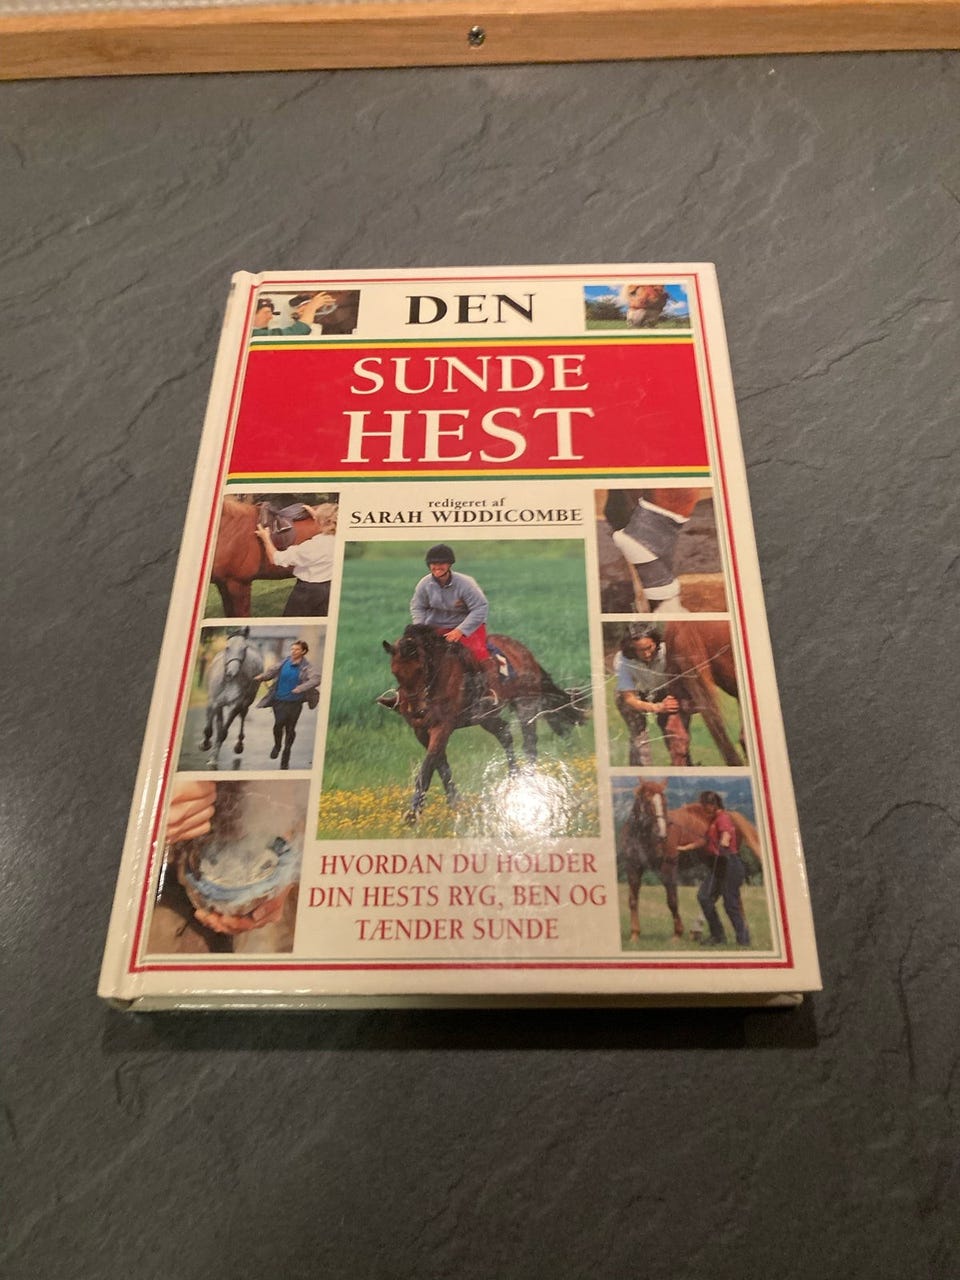 DEN
SUNDE
HEST
redigeret af
SARAH WIDDICOMBE
HVORDAN DU HOLDER
DIN HESTS RYG, BEN OG
TÆNDER SUNDE